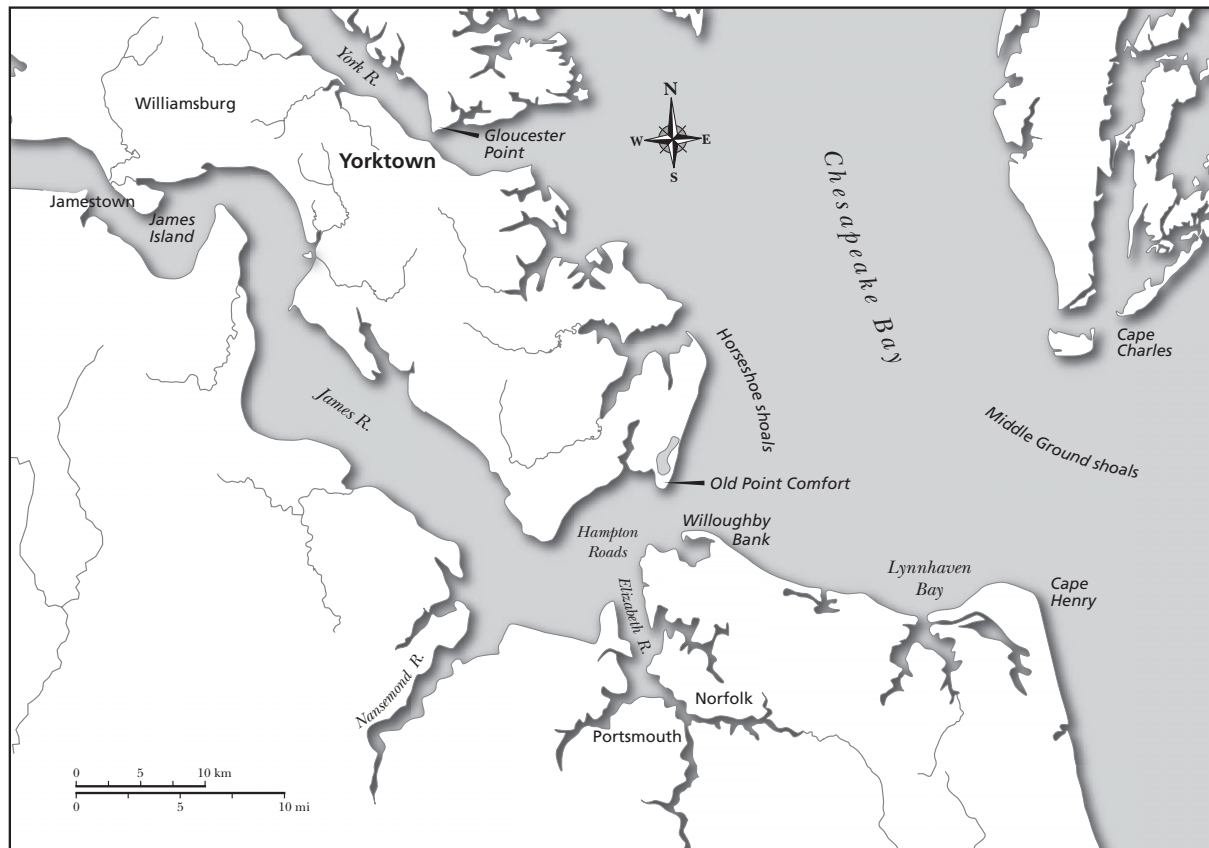 York R.
Williamsburg
Gloucester
Point
Yorktown
N
W
E
S
Chesapeake Bay
Jamestown
James
Island
Cape
Charles
Horseshoe shoals
James R.
Middle Ground shoals
Old Point Comfort
Willoughby
Bank
Hampton
Roads
Lynnhaven
Bay
Cape
Henry
Elizabeth R.
Nansemond R.
Norfolk
Portsmouth
0 5 10 km
0 5 10 mi